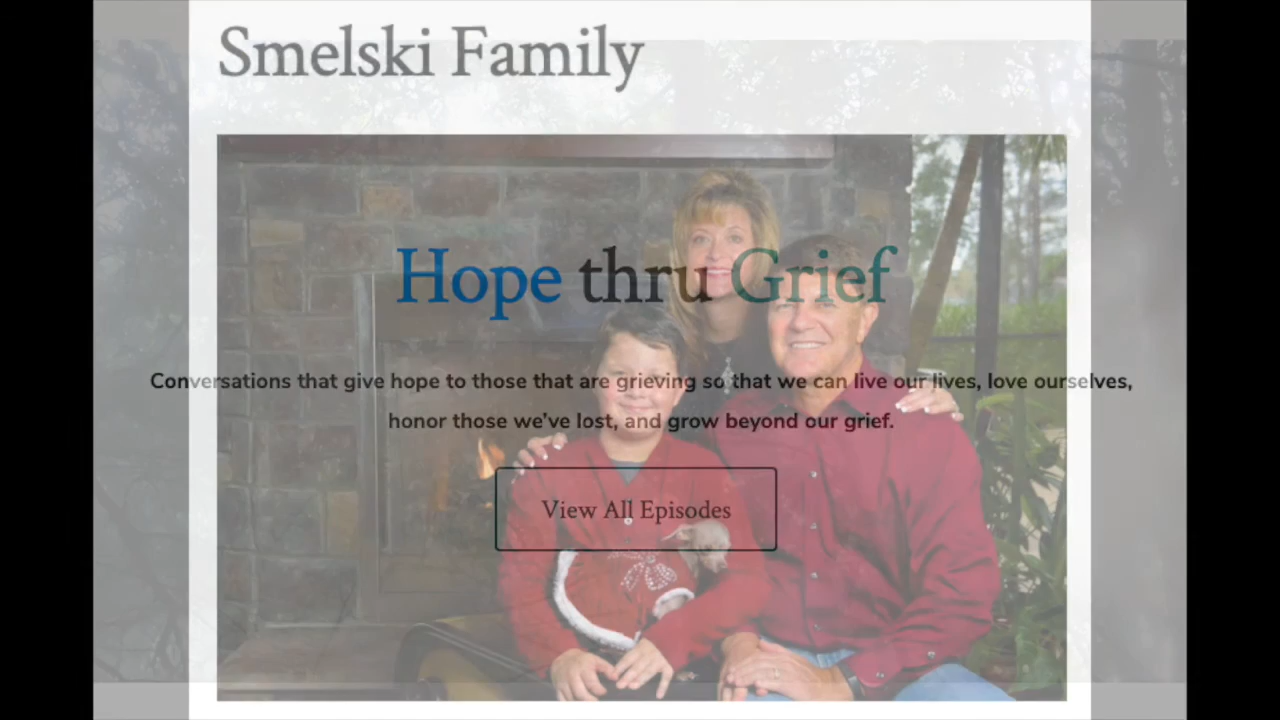 Smelski Family
Hope thru Grief
Conversations that give hope to those that are grieving so that we can live our lives, love ourselves,
honor those we've lost, and grow beyond our grief.
View All Episodes